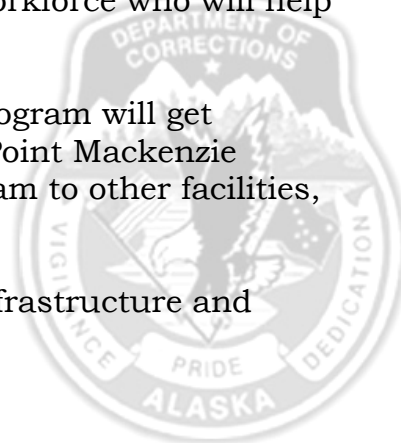 workforce who will help
DEPARTMENT OF
CORRECTIONS
ogram will get
Point Mackenzie
am to other facilities,
VIGILANCE
DEDICATION
frastructure and
PRIDE
ALASKA